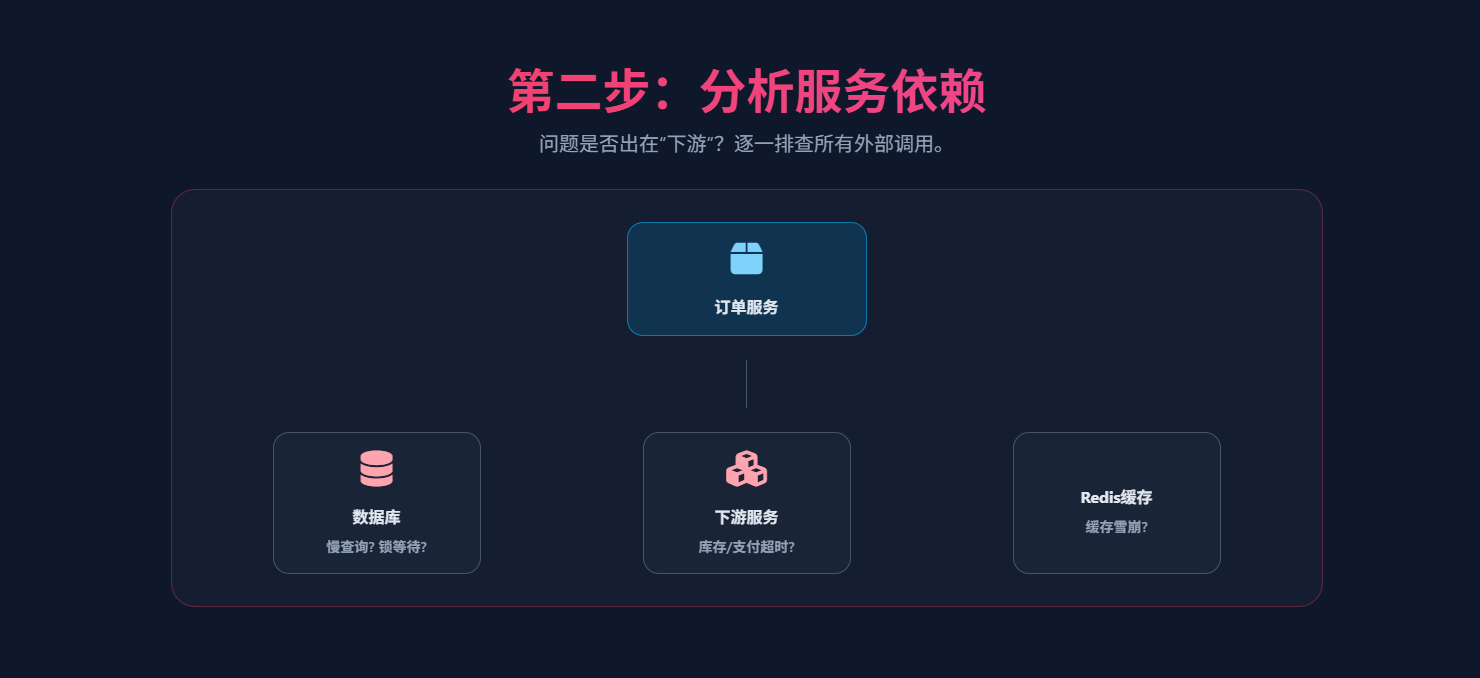 第二步：分析服务依赖
问题是否出在“下游”？逐一排查所有外部调用。
订单服务
数据库
慢查询? 锁等待?
下游服务
库存/支付超时?
Redis缓存
缓存雪崩?